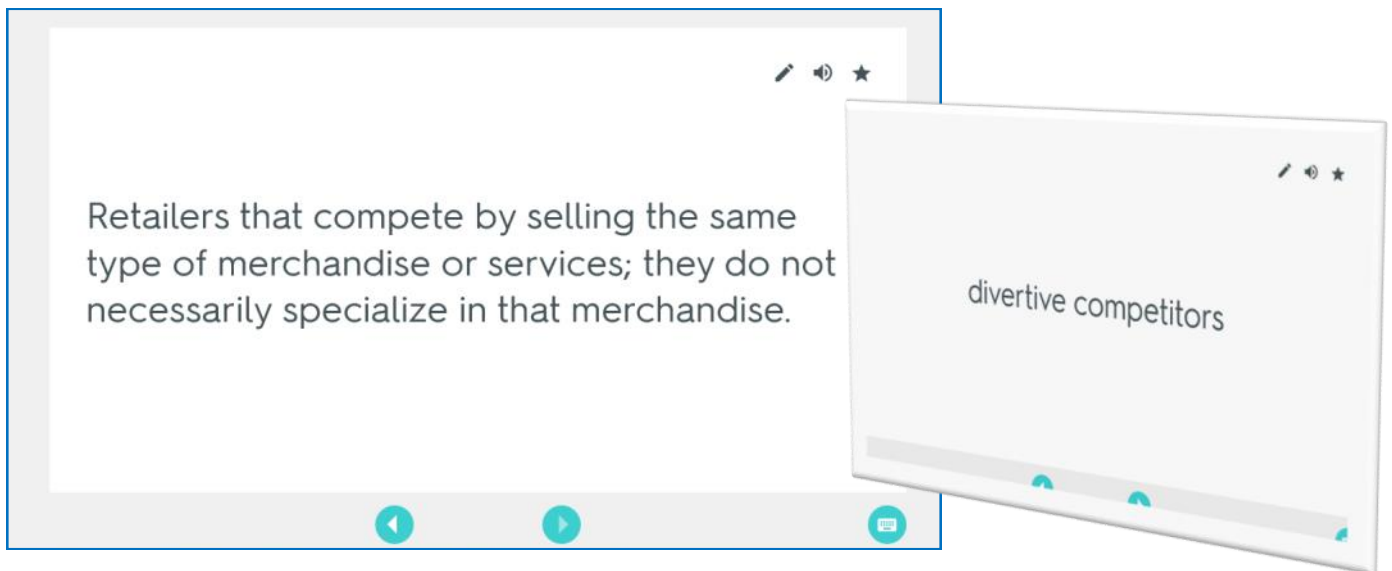 Retailers that compete by selling the same
type of merchandise or services; they do not
necessarily specialize in that merchandise.
divertive competitors